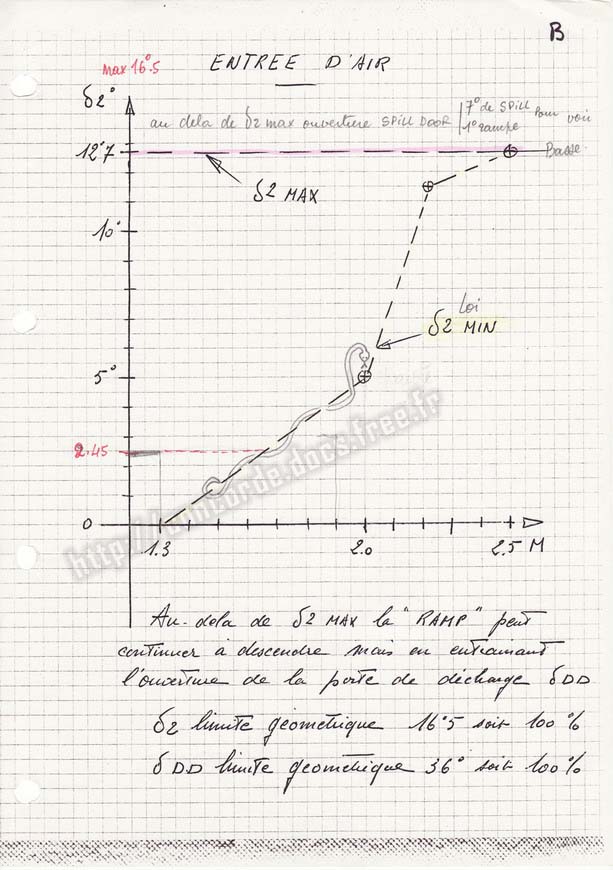 B
max 16°5
ENTREE D'AIR
δ2°
au dela de δ2 max ouverture SPILL DOOR
7° de SPILL
1° rampe
Pour voir
12°7
Basse.
δ2 MAX
10°
Loi
δ2 MIN
5°
2.45
0
1.3
2.0
2.5 M
http://concorde.docs.free.fr
Au-dela de δ2 MAX la "RAMP" peut
continuer à descendre mais en entrainant
l'ouverture de la porte de décharge δDD
δ2 limite géometrique 16°5 soit 100%
δDD limite geometrique 36° soit 100%